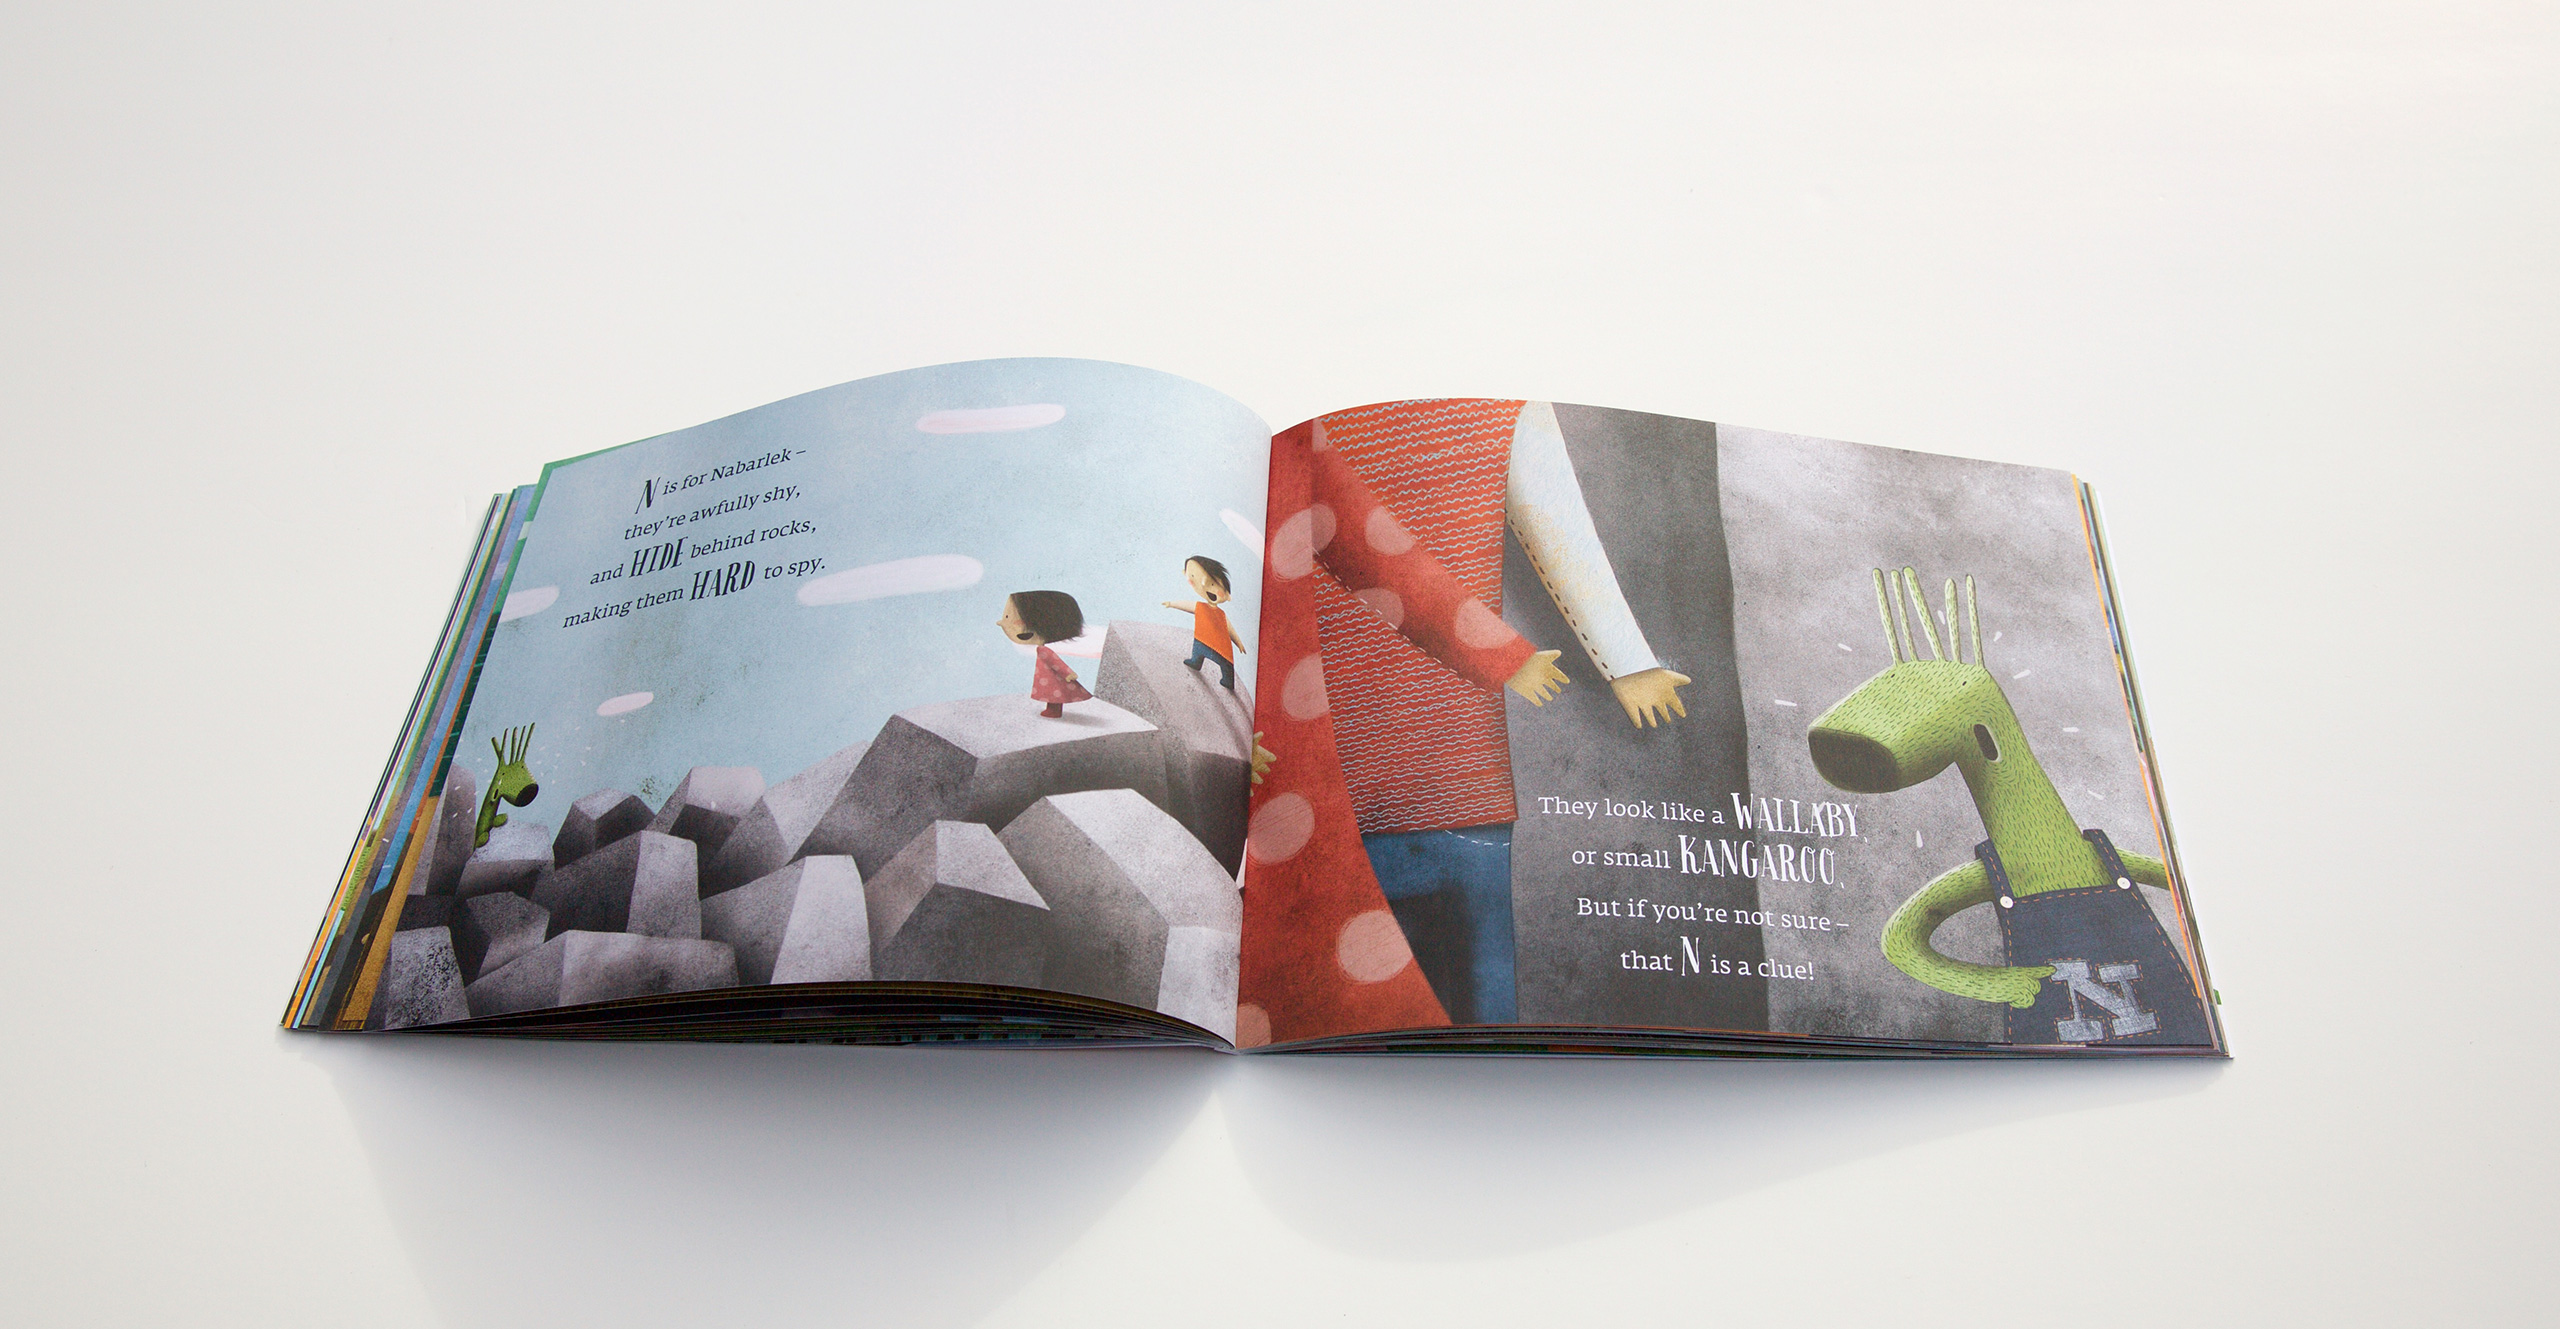 N is for Nabarlek –
they're awfully shy,
and HIDE behind rocks,
making them HARD to spy.
They look like a WALLABY,
or small KANGAROO.
But if you're not sure –
that N is a clue!
N